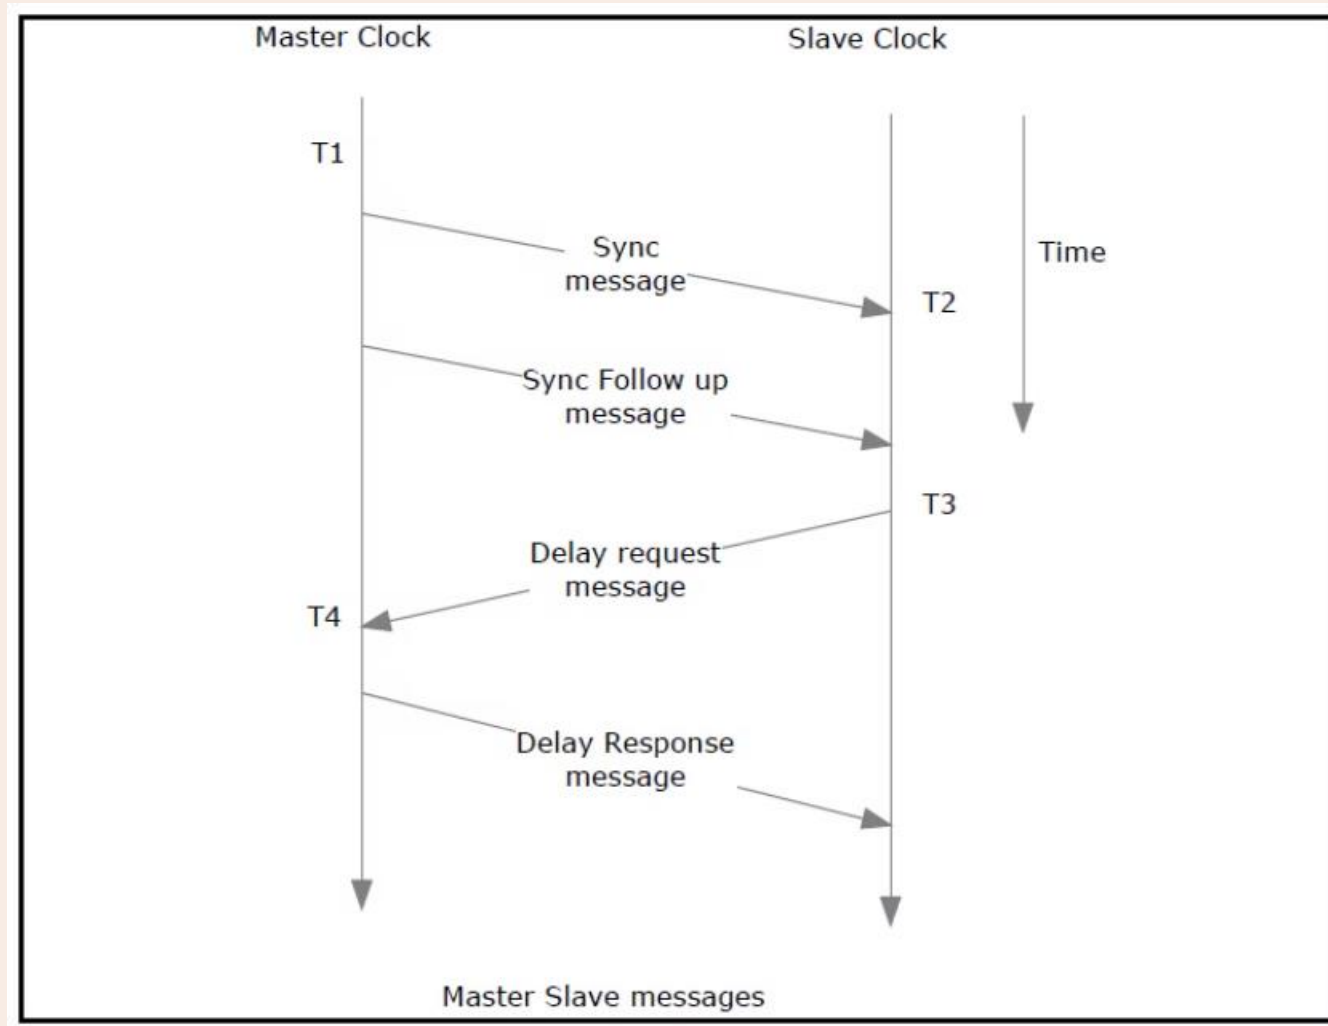 Master Clock
Slave Clock
T1
Sync
message
Time
T2
Sync Follow up
message
T3
Delay request
message
T4
Delay Response
message
Master Slave messages